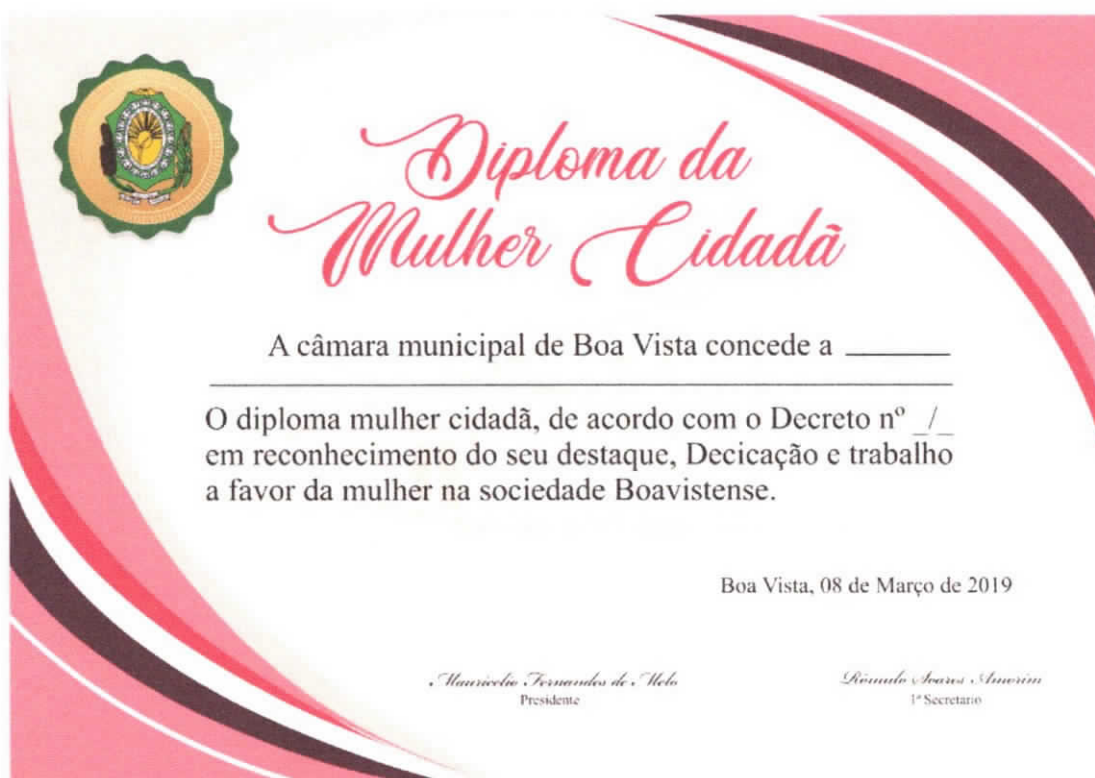 Diploma da
Mulher Cidadã
A câmara municipal de Boa Vista concede a ______
O diploma mulher cidadã, de acordo com o Decreto nº _/_
em reconhecimento do seu destaque, Decicação e trabalho
a favor da mulher na sociedade Boavistense.
Boa Vista, 08 de Março de 2019
Mauricelio Fernandes de Melo
Presidente
Rômulo Soares Amorim
1º Secretario